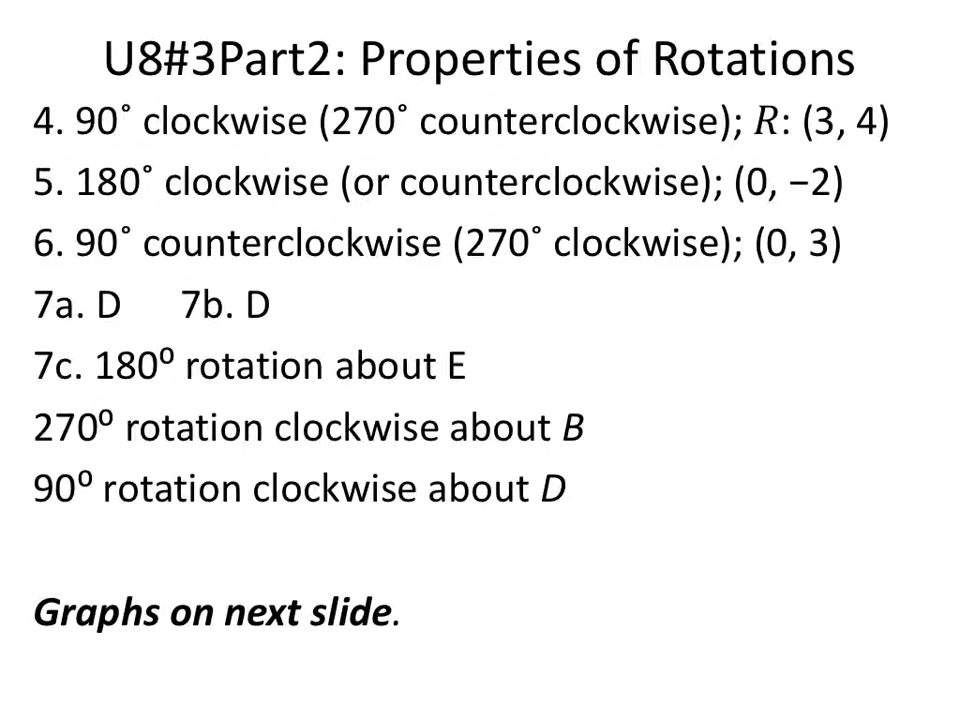 U8#3Part2: Properties of Rotations
4. 90˚ clockwise (270˚ counterclockwise); 𝑅: (3, 4)
5. 180˚ clockwise (or counterclockwise); (0, −2)
6. 90˚ counterclockwise (270˚ clockwise); (0, 3)
7a. D 7b. D
7c. 180⁰ rotation about E
270⁰ rotation clockwise about B
90⁰ rotation clockwise about D
Graphs on next slide.